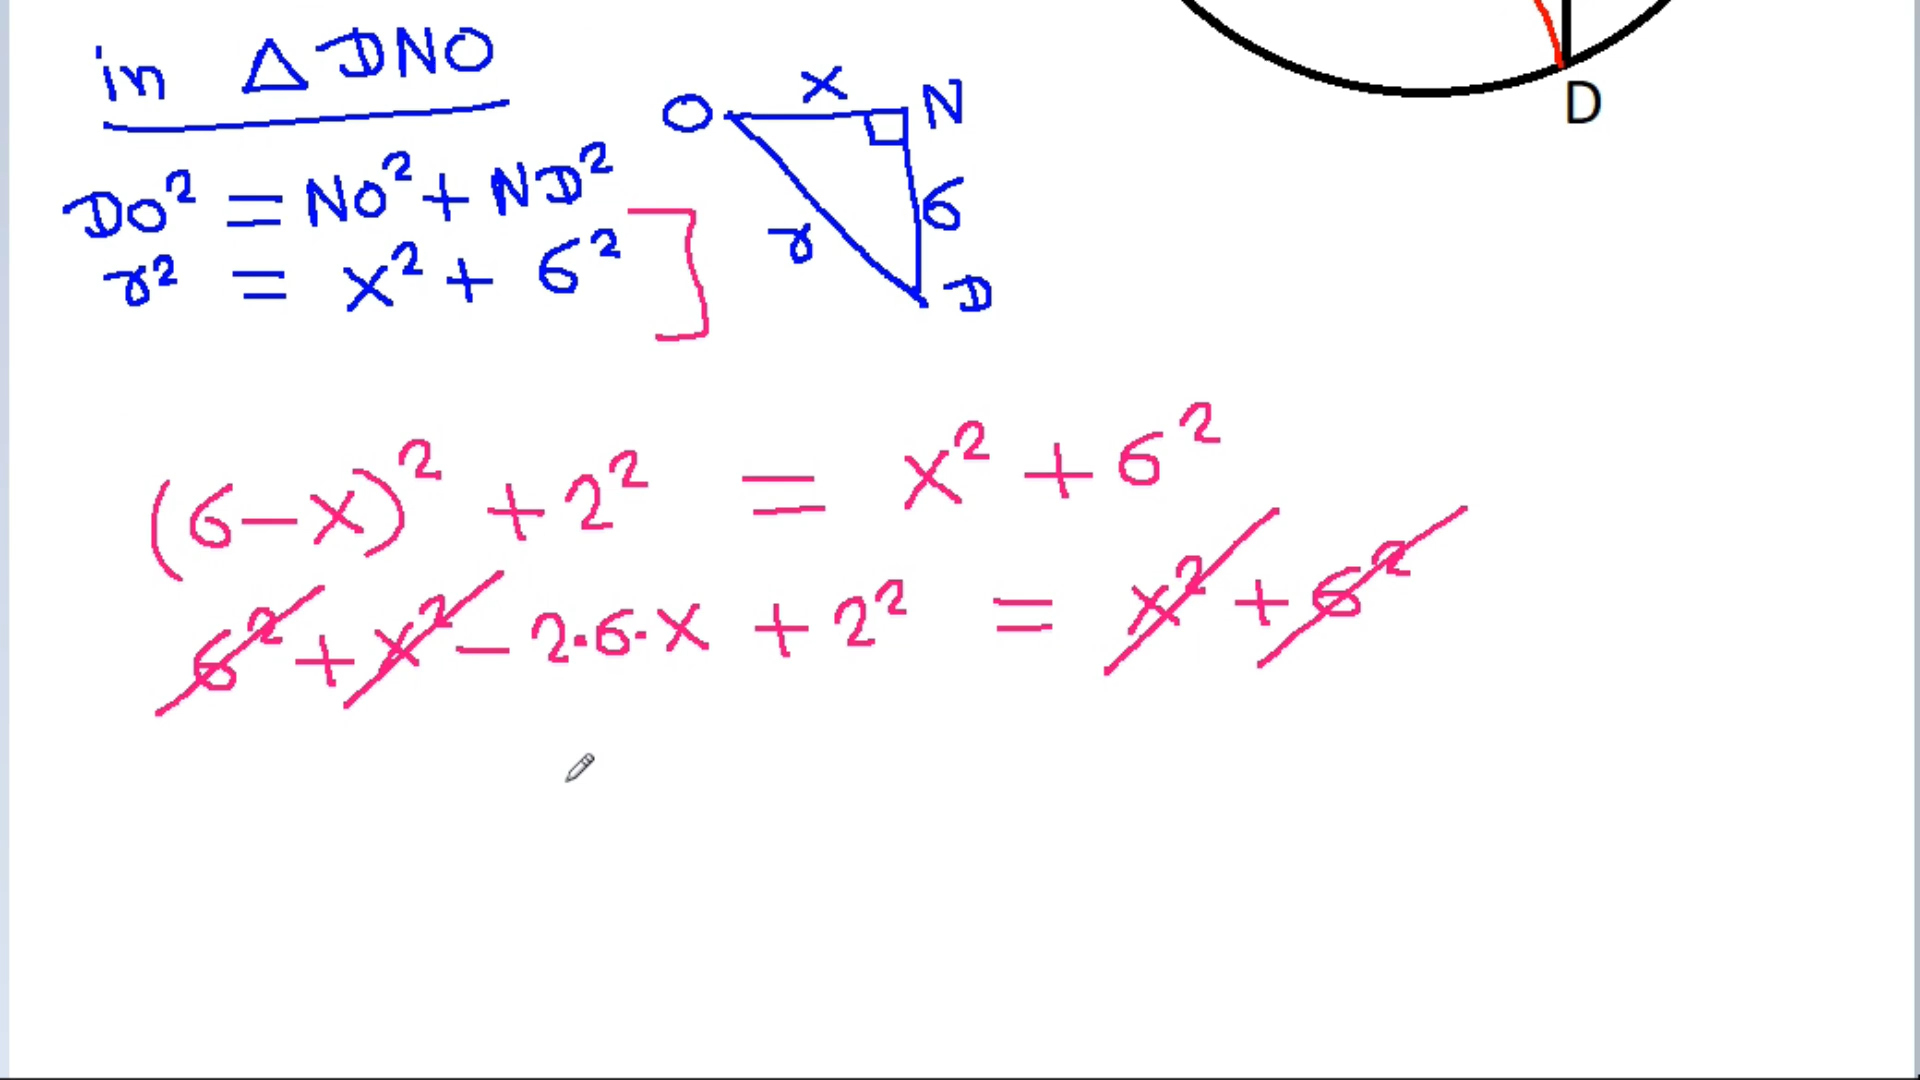 in △DNO
DO² = NO² + ND²
r² = x² + 6²
O x N
6
r
D
D
(6-x)² + 2² = x² + 6²
6² + x² - 2·6·x + 2² = x² + 6²